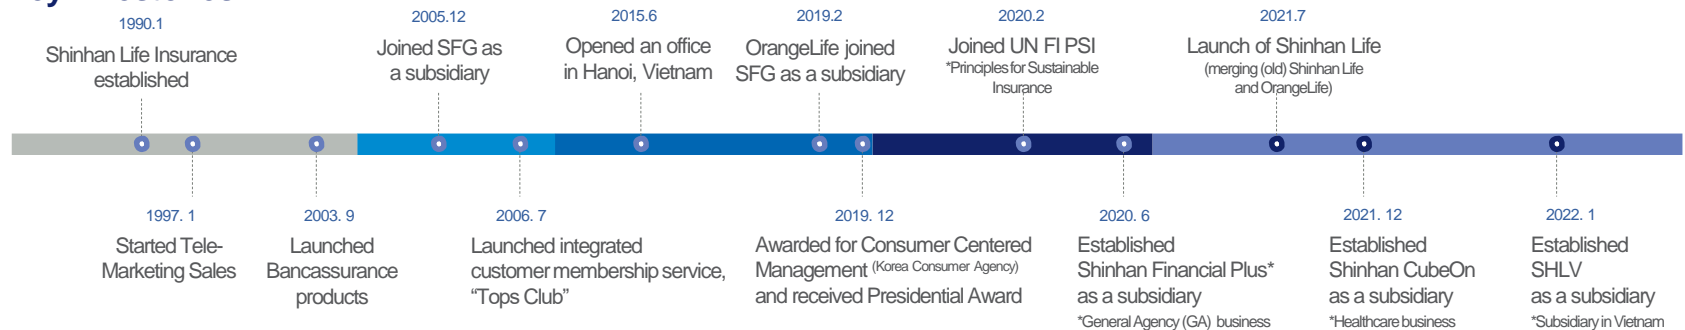 1990.1
Shinhan Life Insurance
established
2005.12
Joined SFG as
a subsidiary
2015.6
Opened an office
in Hanoi, Vietnam
2019.2
OrangeLife joined
SFG as a subsidiary
2020.2
Joined UN FI PSI
*Principles for Sustainable
Insurance
2021.7
Launch of Shinhan Life
(merging (old) Shinhan Life
and OrangeLife)
1997. 1
Started Tele-
Marketing Sales
2003. 9
Launched
Bancassurance
products
2006. 7
Launched integrated
customer membership service,
“Tops Club”
2019. 12
Awarded for Consumer Centered
Management (Korea Consumer Agency)
and received Presidential Award
2020. 6
Established
Shinhan Financial Plus*
as a subsidiary
*General Agency (GA) business
2021. 12
Established
Shinhan CubeOn
as a subsidiary
*Healthcare business
2022. 1
Established
SHLV
as a subsidiary
*Subsidiary in Vietnam